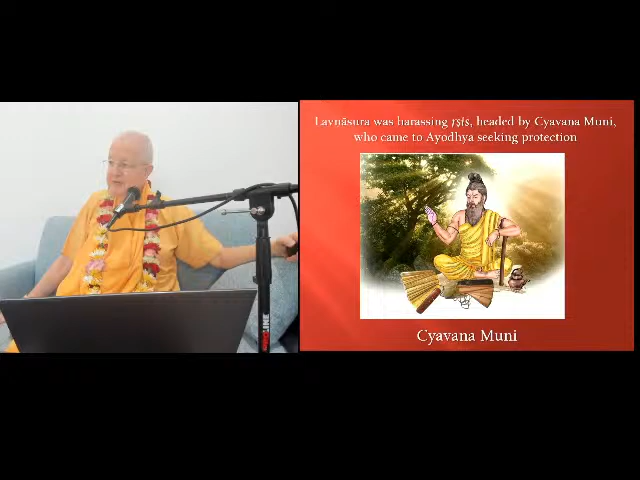 Lavṇāsura was harassing ṛṣis, headed by Cyavana Muni,
who came to Ayodhya seeking protection
Cyavana Muni